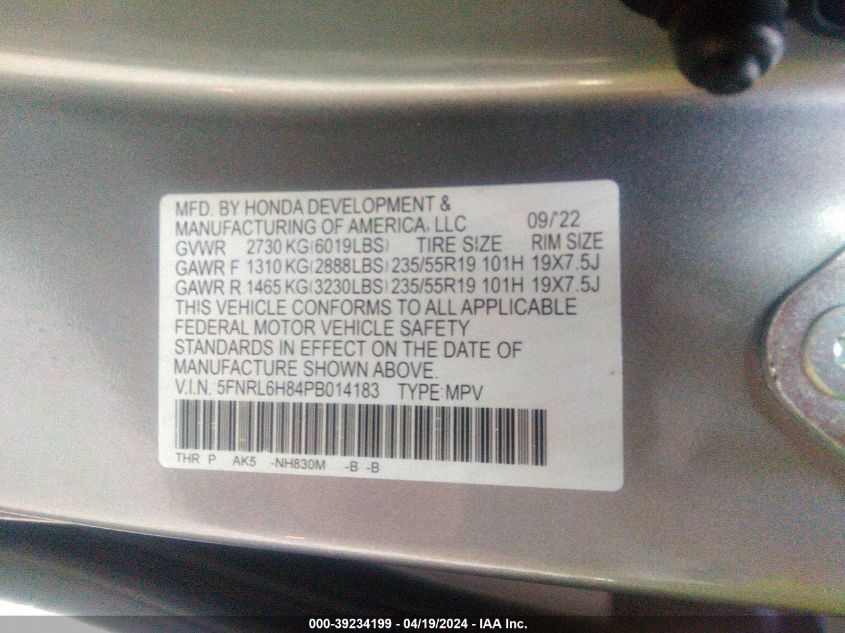 MFD. BY HONDA DEVELOPMENT &
MANUFACTURING OF AMERICA, LLC 09/'22
GVWR 2730 KG(6019LBS) TIRE SIZE RIM SIZE
GAWR F 1310 KG(2888LBS) 235/55R19 101H 19X7.5J
GAWR R 1465 KG(3230LBS) 235/55R19 101H 19X7.5J
THIS VEHICLE CONFORMS TO ALL APPLICABLE
FEDERAL MOTOR VEHICLE SAFETY
STANDARDS IN EFFECT ON THE DATE OF
MANUFACTURE SHOWN ABOVE.
V.I.N.: 5FNRL6H84PB014183 TYPE:MPV
THR P AK5 -NH830M -B -B
000-39234199 - 04/19/2024 - IAA Inc.